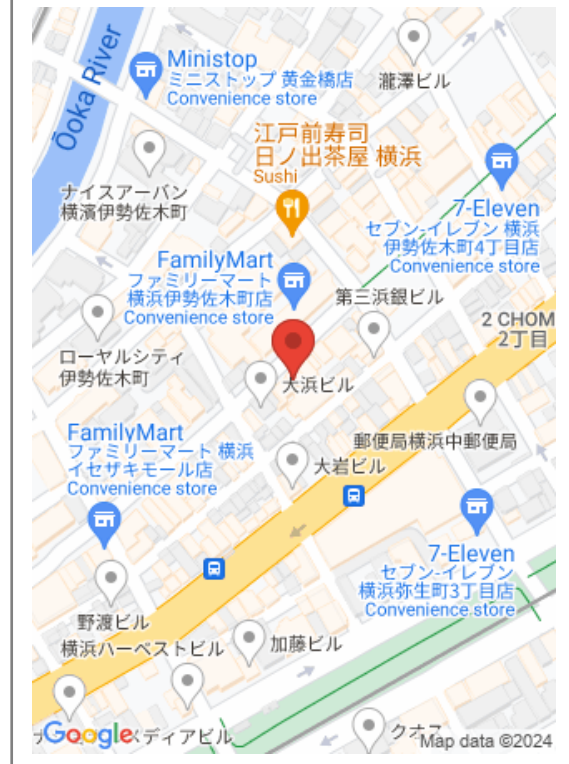 Ōoka River
Ministop
ミニストップ 黄金橋店
Convenience store
瀧澤ビル
江戸前寿司
日ノ出茶屋 横浜
Sushi
ナイスアーバン
横濱伊勢佐木町
7-Eleven
セブン-イレブン 横浜
伊勢佐木町4丁目店
Convenience store
FamilyMart
ファミリーマート
横浜伊勢佐木町店
Convenience store
第三浜銀ビル
2 CHOM
2丁目
ローヤルシティ
伊勢佐木町
大浜ビル
FamilyMart
ファミリーマート 横浜
イセザキモール店
Convenience store
郵便局横浜中郵便局
大岩ビル
7-Eleven
セブン-イレブン
横浜弥生町3丁目店
Convenience store
野渡ビル
横浜ハーベストビル
加藤ビル
Google
メディアビル
クオス
Map data ©2024